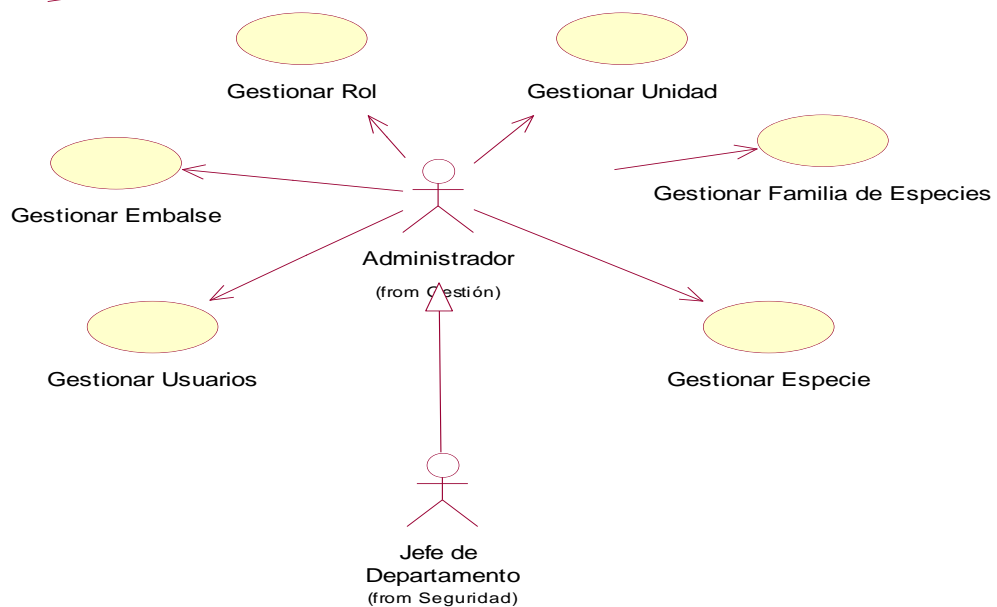 Gestionar Rol
Gestionar Unidad
Gestionar Familia de Especies
Gestionar Embalse
Administrador
(from Gestión)
Gestionar Usuarios
Gestionar Especie
Jefe de
Departamento
(from Seguridad)